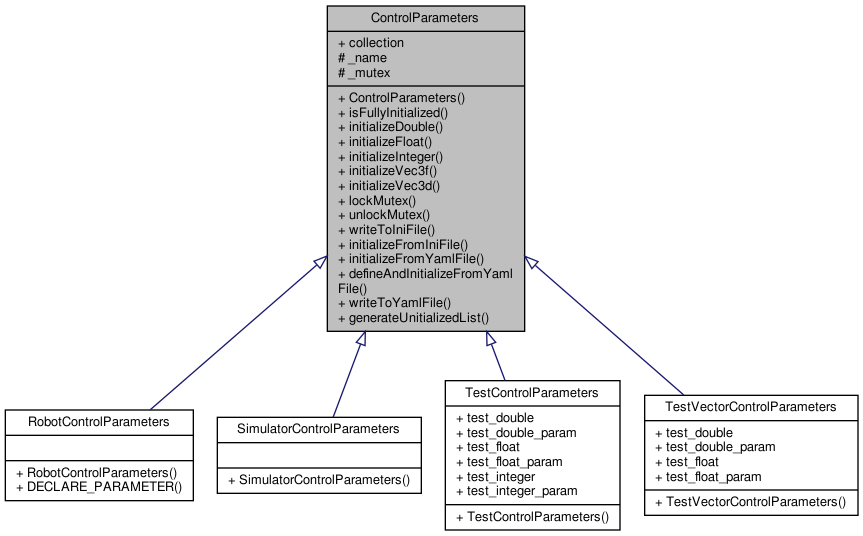 ControlParameters
+ collection
# _name
# _mutex
+ ControlParameters()
+ isFullyInitialized()
+ initializeDouble()
+ initializeFloat()
+ initializeInteger()
+ initializeVec3f()
+ initializeVec3d()
+ lockMutex()
+ unlockMutex()
+ writeToIniFile()
+ initializeFromIniFile()
+ initializeFromYamlFile()
+ defineAndInitializeFromYaml
File()
+ writeToYamlFile()
+ generateUnitializedList()
RobotControlParameters
+ RobotControlParameters()
+ DECLARE_PARAMETER()
SimulatorControlParameters
+ SimulatorControlParameters()
TestControlParameters
+ test_double
+ test_double_param
+ test_float
+ test_float_param
+ test_integer
+ test_integer_param
+ TestControlParameters()
TestVectorControlParameters
+ test_double
+ test_double_param
+ test_float
+ test_float_param
+ TestVectorControlParameters()